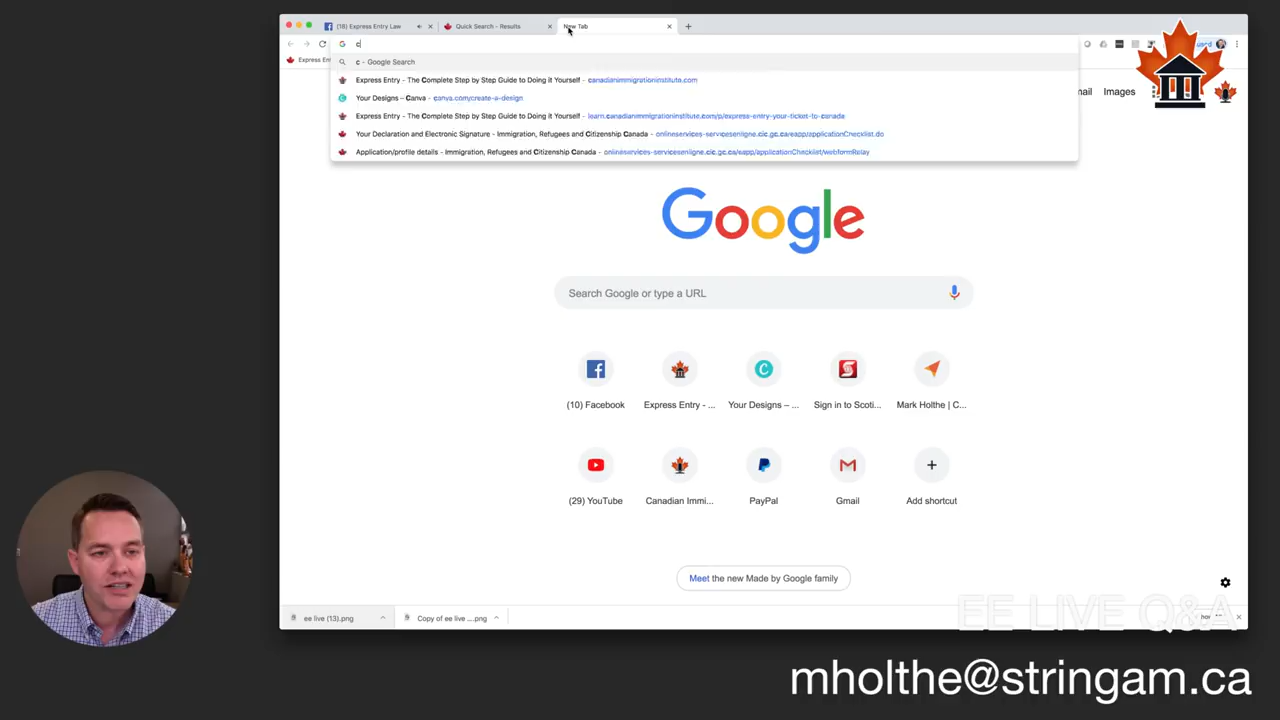 (18) Express Entry Law
Quick Search - Results
New Tab
c
Express Ent
used
c - Google Search
Express Entry - The Complete Step by Step Guide to Doing it Yourself - canadianimmigrationinstitute.com
Your Designs – Canva - canva.com/create-a-design
Express Entry - The Complete Step by Step Guide to Doing it Yourself - learn.canadianimmigrationinstitute.com/p/express-entry-your-ticket-to-canada
Your Declaration and Electronic Signature - Immigration, Refugees and Citizenship Canada - onlineservices-servicesenligne.cic.gc.ca/eapp/applicationChecklist.do
Application/profile details - Immigration, Refugees and Citizenship Canada - onlineservices-servicesenligne.cic.gc.ca/eapp/applicationChecklist/webformRelay
mail Images
Google
Search Google or type a URL
(10) Facebook
Express Entry - ...
Your Designs – ...
Sign in to Scoti...
Mark Holthe | C...
(29) YouTube
Canadian Immi...
PayPal
Gmail
Add shortcut
Meet the new Made by Google family
ee live (13).png
Copy of ee live ....png
EE LIVE Q&A
mholthe@stringam.ca